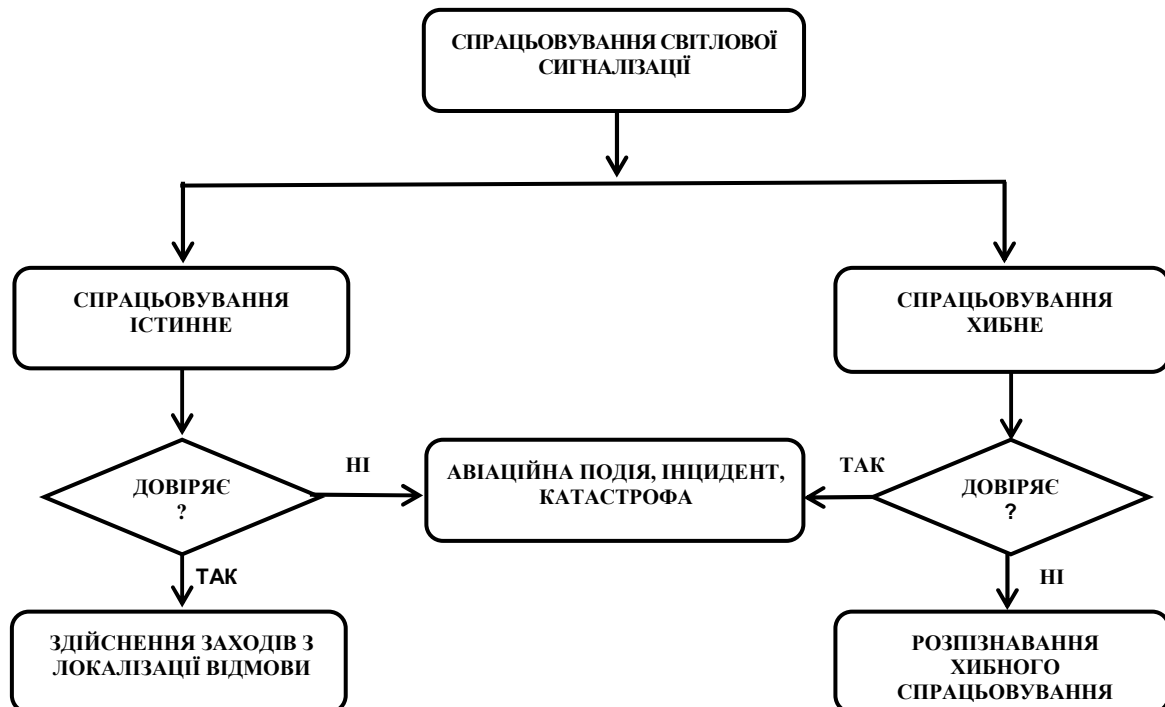 СПРАЦЬОВУВАННЯ СВІТЛОВОЇ
СИГНАЛІЗАЦІЇ
СПРАЦЬОВУВАННЯ
ІСТИННЕ
СПРАЦЬОВУВАННЯ
ХИБНЕ
ДОВІРЯЄ
?
НІ
АВІАЦІЙНА ПОДІЯ, ІНЦИДЕНТ,
КАТАСТРОФА
ТАК
ДОВІРЯЄ
?
ТАК
НІ
ЗДІЙСНЕННЯ ЗАХОДІВ З
ЛОКАЛІЗАЦІЇ ВІДМОВИ
РОЗПІЗНАВАННЯ
ХИБНОГО
СПРАЦЬОВУВАННЯ